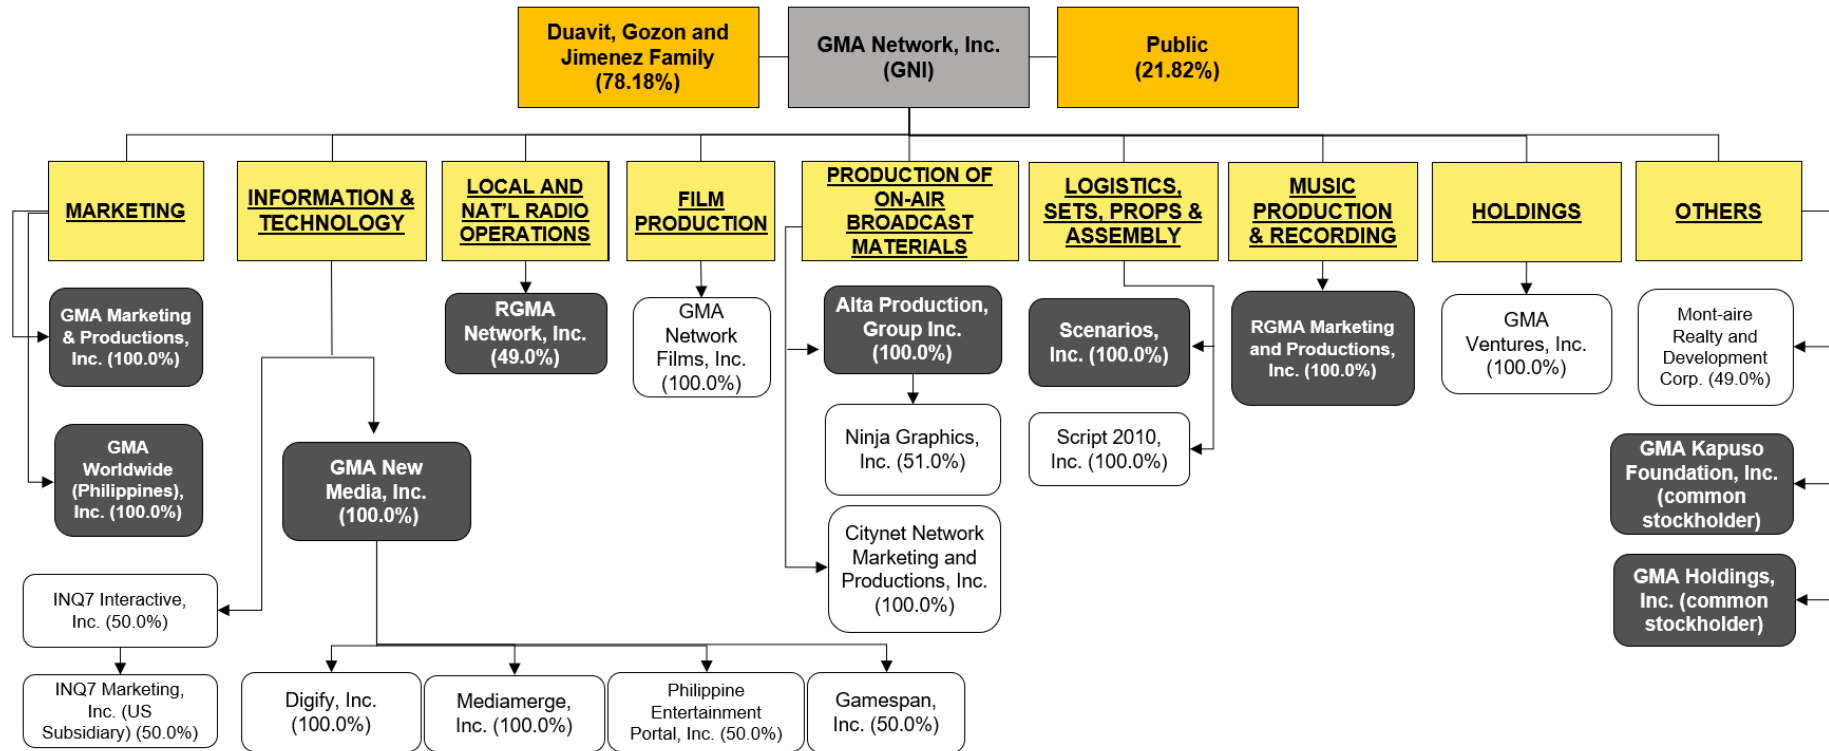 Duavit, Gozon and
Jimenez Family
(78.18%)
GMA Network, Inc.
(GNI)
Public
(21.82%)
MARKETING
INFORMATION &
TECHNOLOGY
LOCAL AND
NAT'L RADIO
OPERATIONS
FILM
PRODUCTION
PRODUCTION OF
ON-AIR
BROADCAST
MATERIALS
LOGISTICS,
SETS, PROPS &
ASSEMBLY
MUSIC
PRODUCTION
& RECORDING
HOLDINGS
OTHERS
GMA Marketing
& Productions,
Inc. (100.0%)
RGMA
Network, Inc.
(49.0%)
GMA
Network
Films, Inc.
(100.0%)
Alta Production,
Group Inc.
(100.0%)
Scenarios,
Inc. (100.0%)
RGMA Marketing
and Productions,
Inc. (100.0%)
GMA
Ventures, Inc.
(100.0%)
Mont-aire
Realty and
Development
Corp. (49.0%)
GMA
Worldwide
(Philippines),
Inc. (100.0%)
GMA New
Media, Inc.
(100.0%)
Ninja Graphics,
Inc. (51.0%)
Script 2010,
Inc. (100.0%)
GMA Kapuso
Foundation, Inc.
(common
stockholder)
Citynet Network
Marketing and
Productions, Inc.
(100.0%)
GMA Holdings,
Inc. (common
stockholder)
INQ7 Interactive,
Inc. (50.0%)
INQ7 Marketing,
Inc. (US
Subsidiary) (50.0%)
Digify, Inc.
(100.0%)
Mediamerge,
Inc. (100.0%)
Philippine
Entertainment
Portal, Inc. (50.0%)
Gamespan,
Inc. (50.0%)